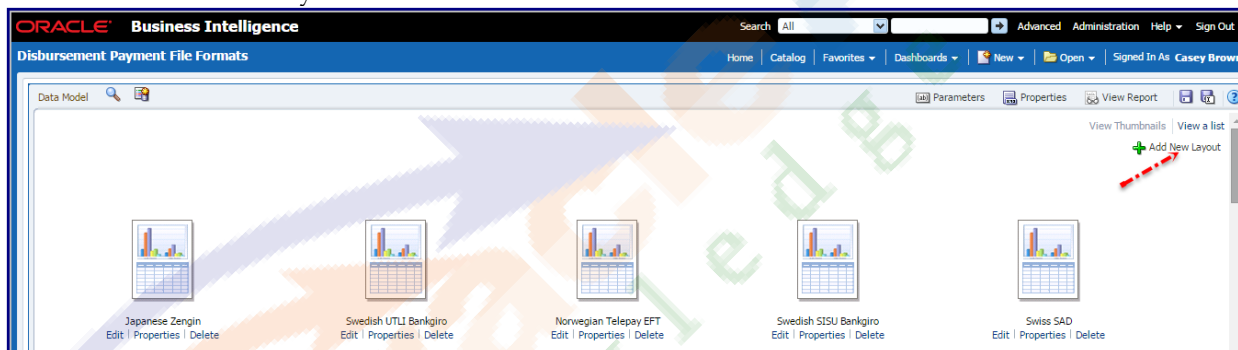 ORACLE Business Intelligence Search All Advanced Administration Help Sign Out
Disbursement Payment File Formats Home Catalog Favorites Dashboards New Open Signed In As Casey Brown
Data Model Parameters Properties View Report
View Thumbnails View a list
Add New Layout
Japanese Zengin Swedish UTLI Bankgiro Norwegian Telepay EFT Swedish SISU Bankgiro Swiss SAD
Edit | Properties | Delete Edit | Properties | Delete Edit | Properties | Delete Edit | Properties | Delete Edit | Properties | Delete